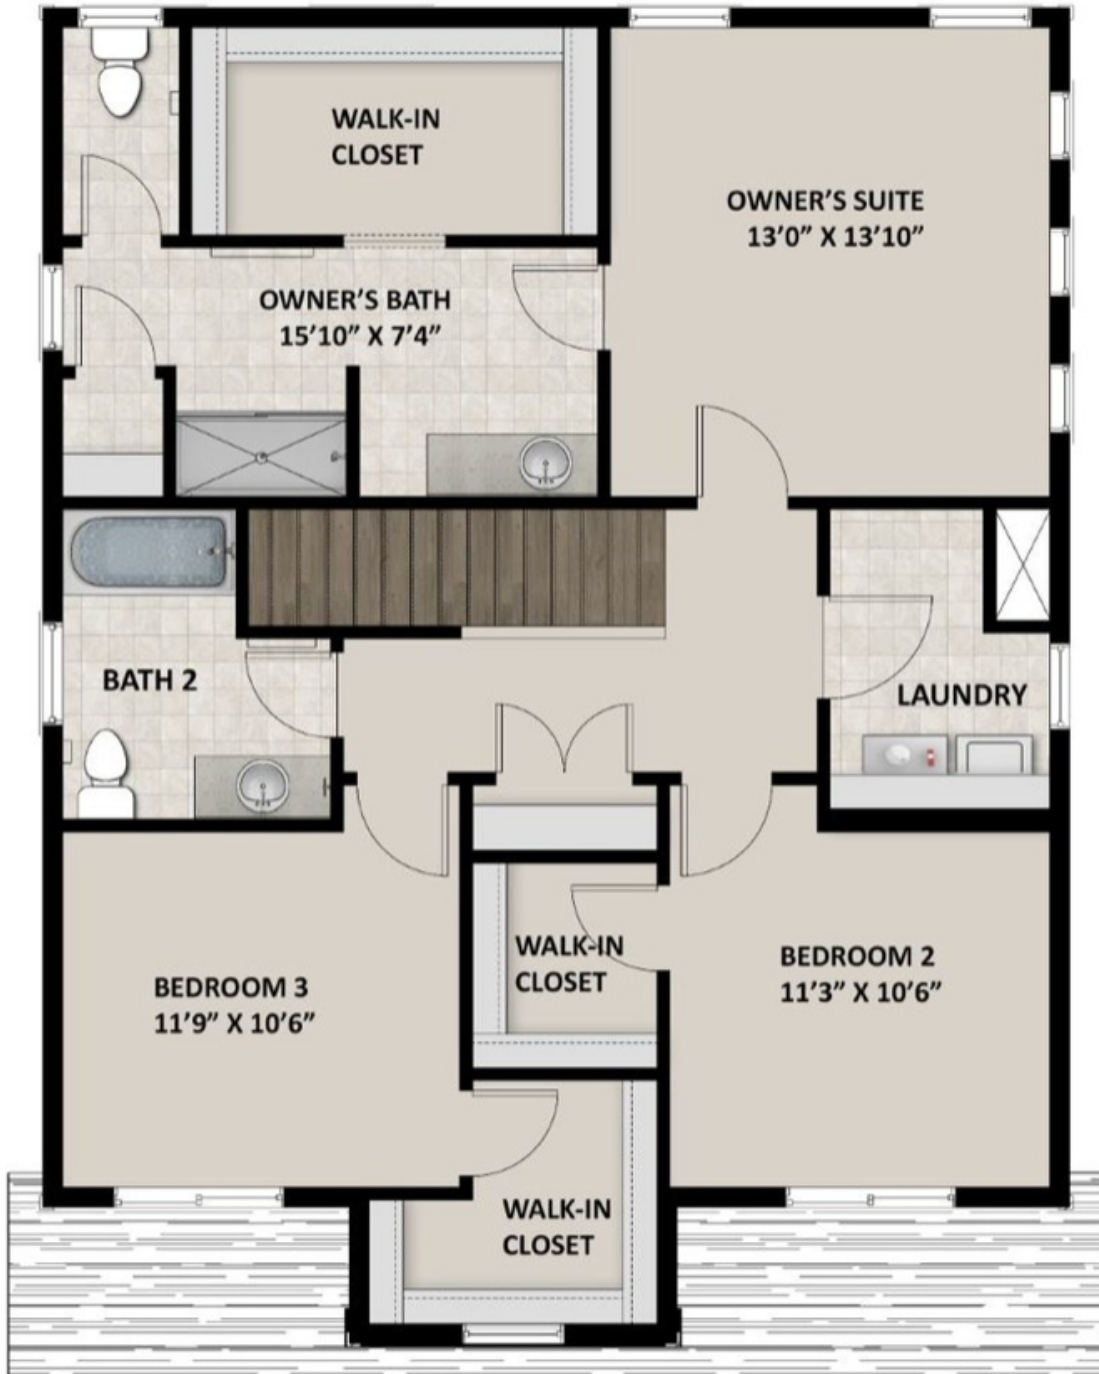 WALK-IN
CLOSET
OWNER’S SUITE
13’0” X 13’10”
OWNER’S BATH
15’10” X 7’4”
BATH 2
LAUNDRY
WALK-IN
CLOSET
BEDROOM 2
11’3” X 10’6”
BEDROOM 3
11’9” X 10’6”
WALK-IN
CLOSET